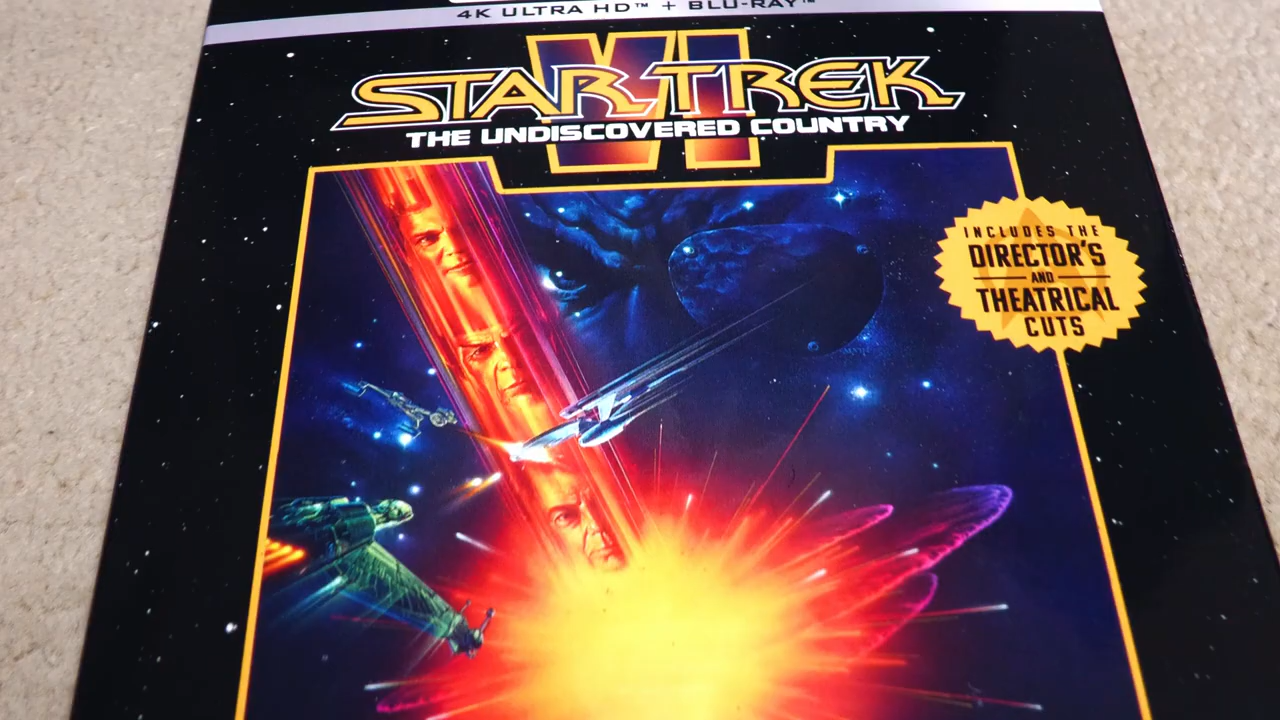 4K ULTRA HD™ + BLU-RAY™
VI
STAR TREK
THE UNDISCOVERED COUNTRY
INCLUDES THE
DIRECTOR'S
AND
THEATRICAL
CUTS